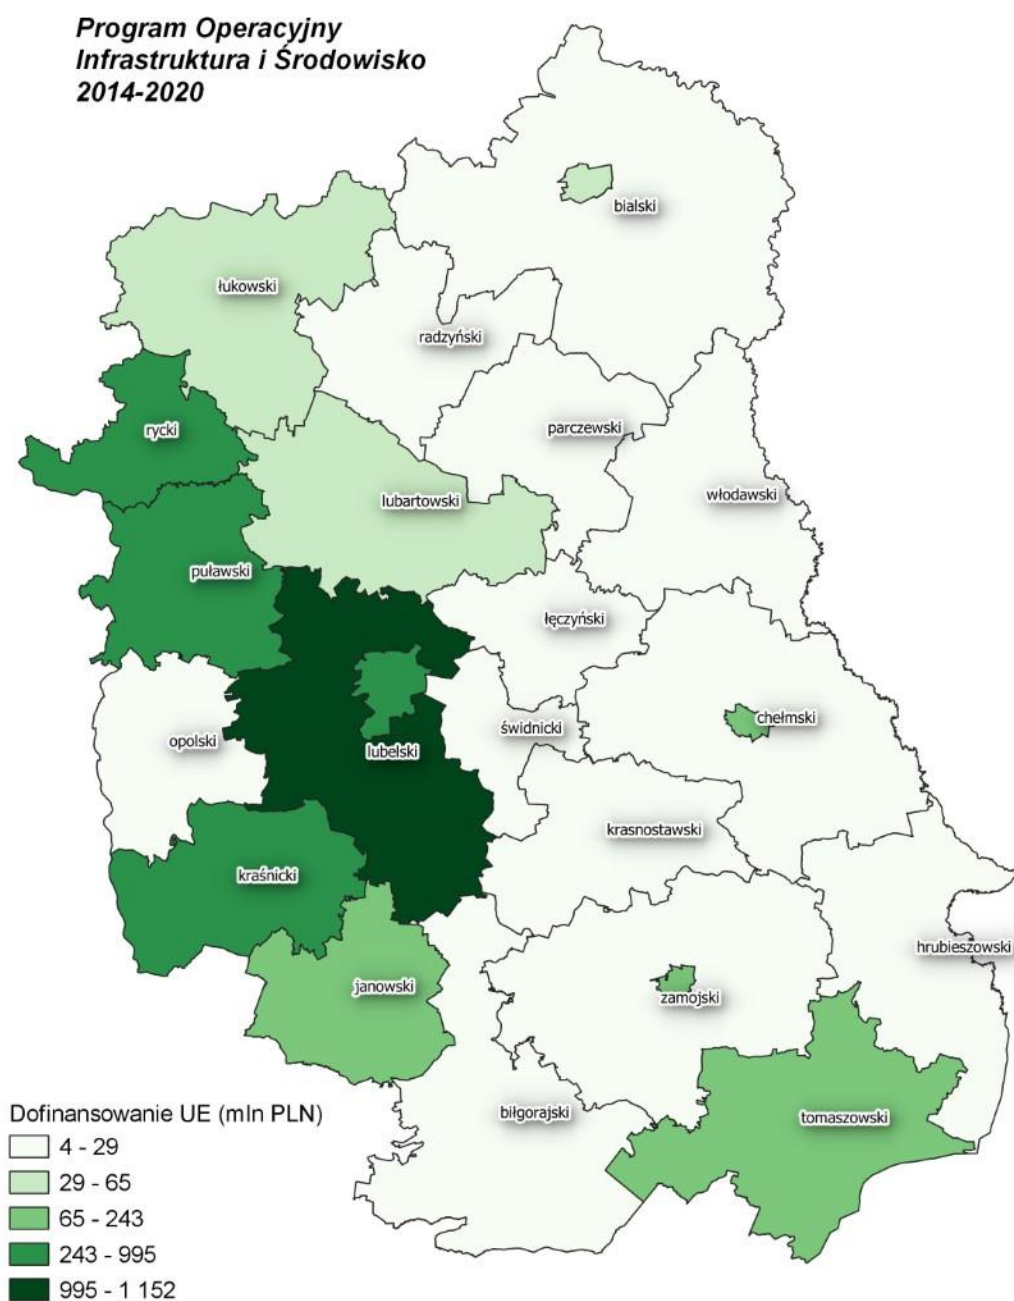 Program Operacyjny
Infrastruktura i Środowisko
2014-2020
bialski
łukowski
radzyński
parczewski
rycki
włodawski
lubartowski
puławski
łęczyński
chełmski
świdnicki
opolski
lubelski
krasnostawski
kraśnicki
hrubieszowski
janowski
zamojski
biłgorajski
tomaszowski
Dofinansowanie UE (mln PLN)
4 - 29
29 - 65
65 - 243
243 - 995
995 - 1 152